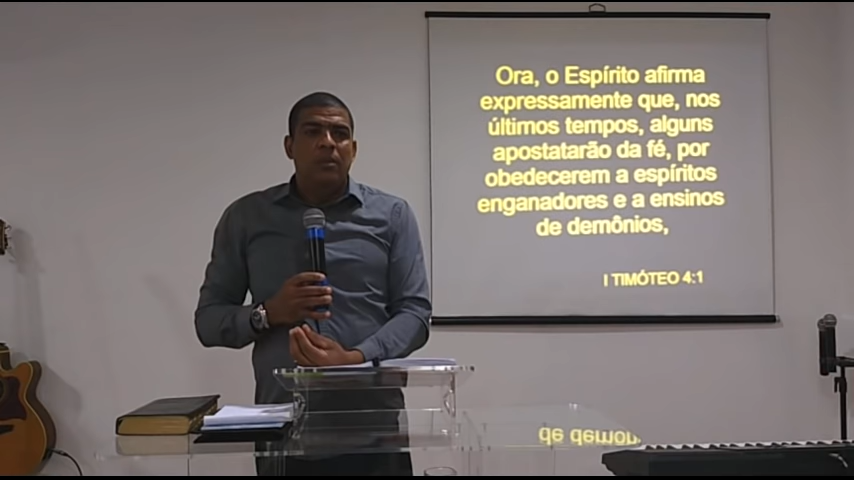 Ora, o Espírito afirma
expressamente que, nos
últimos tempos, alguns
apostatarão da fé, por
obedecerem a espíritos
enganadores e a ensinos
de demônios,
I TIMÓTEO 4:1